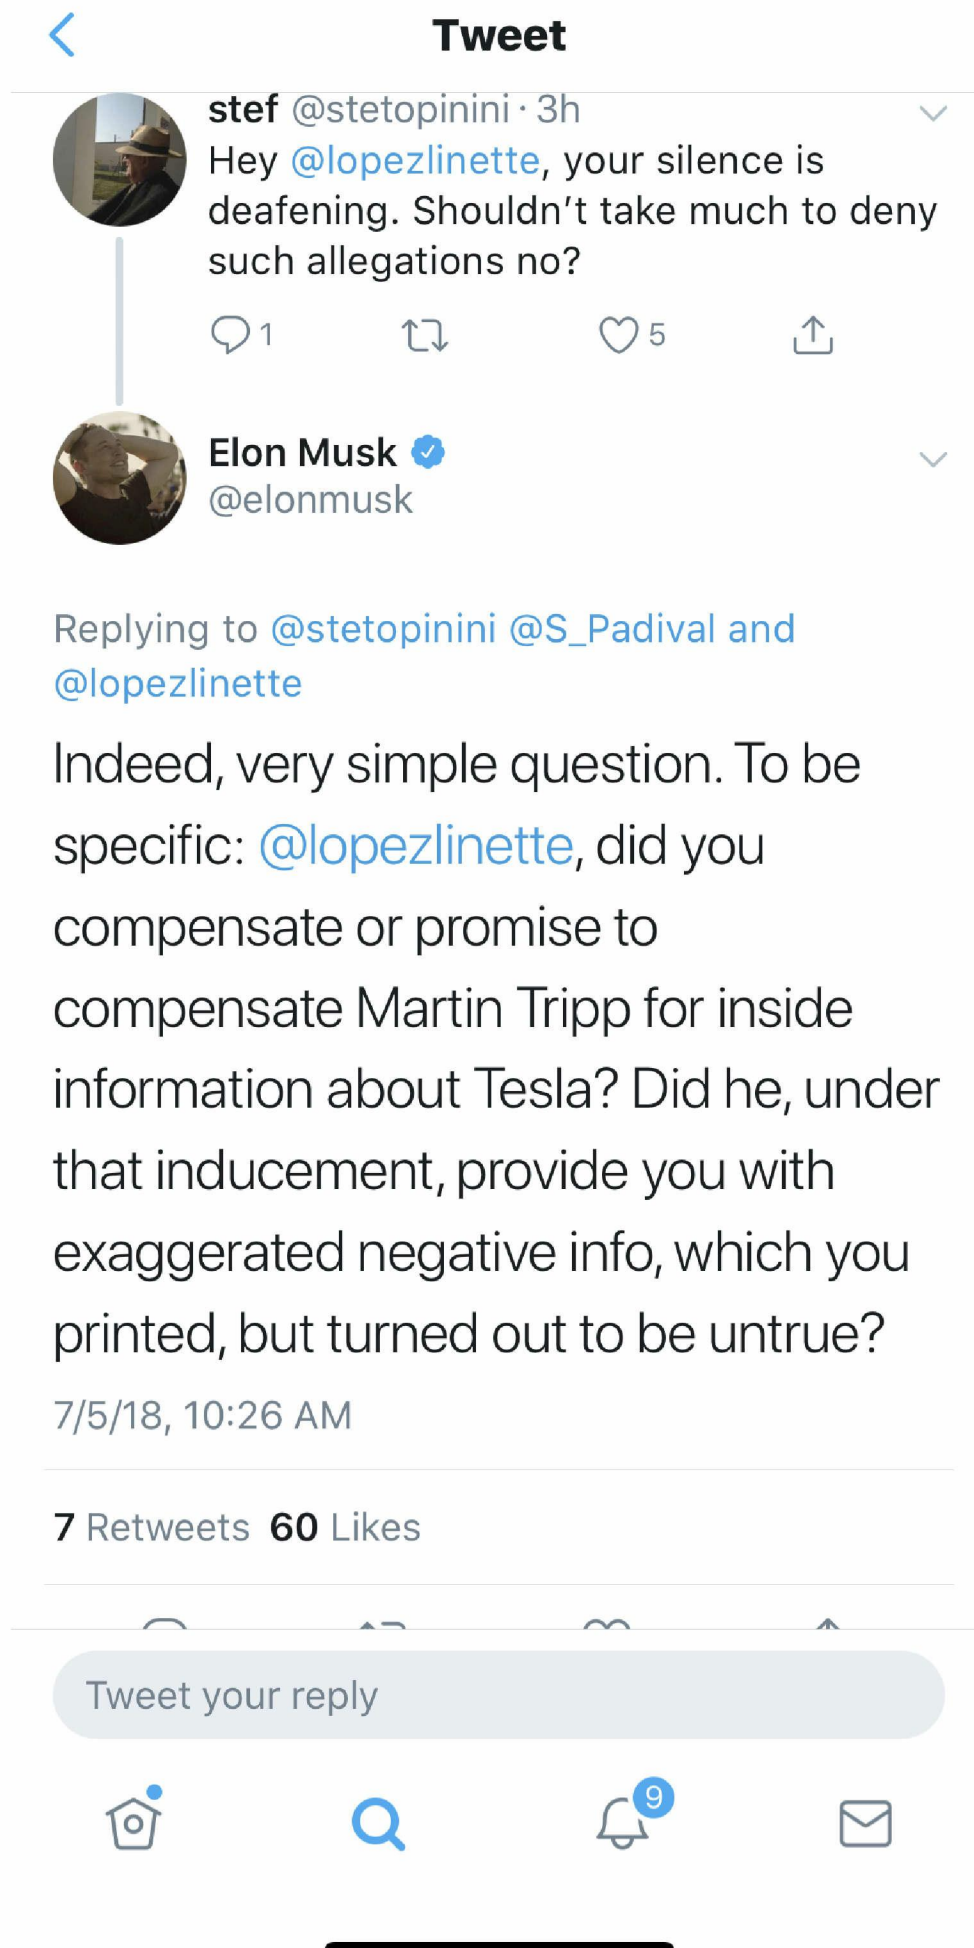 Tweet
stef @stetopinini · 3h
Hey @lopezlinette, your silence is
deafening. Shouldn't take much to deny
such allegations no?
1 5
Elon Musk
@elonmusk
Replying to @stetopinini @S_Padival and
@lopezlinette
Indeed, very simple question. To be
specific: @lopezlinette, did you
compensate or promise to
compensate Martin Tripp for inside
information about Tesla? Did he, under
that inducement, provide you with
exaggerated negative info, which you
printed, but turned out to be untrue?
7/5/18, 10:26 AM
7 Retweets 60 Likes
Tweet your reply
9